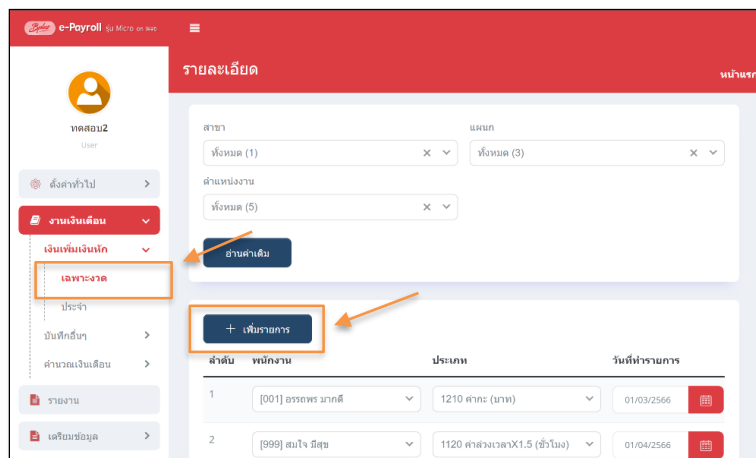 e-Payroll รุ่น Micro on web
รายละเอียด
หน้าแรก
ทดสอบ2
User
ตั้งค่าทั่วไป
งานเงินเดือน
เงินเพิ่มเงินหัก
เฉพาะงวด
ประจำ
บันทึกอื่นๆ
คำนวณเงินเดือน
รายงาน
เตรียมข้อมูล
สาขา
แผนก
ทั้งหมด (1)
ทั้งหมด (3)
ตำแหน่งงาน
ทั้งหมด (5)
อ่านค่าเดิม
+ เพิ่มรายการ
ลำดับ พนักงาน ประเภท วันที่ทำรายการ
1 [001] อรรถพร มากดี 1210 ค่ากะ (บาท) 01/03/2566
2 [999] สมใจ มีสุข 1120 ค่าล่วงเวลาX1.5 (ชั่วโมง) 01/04/2566